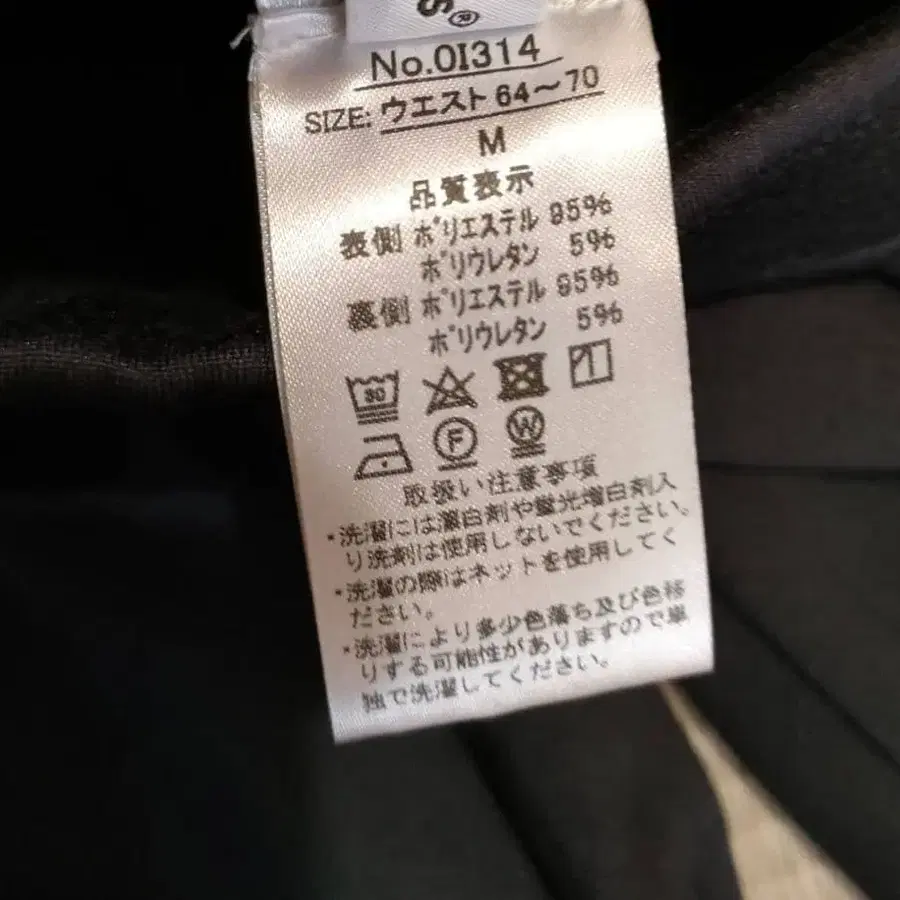 S®
No.0I314
SIZE: ウエスト 64～70
M
品質表示
表側 ポリエステル 95%
ポリウレタン 5%
裏側 ポリエステル 95%
ポリウレタン 5%
30
F W
取扱い注意事項
・洗濯には漂白剤や蛍光増白剤入
り洗剤は使用しないでください。
・洗濯の際はネットを使用してく
ださい。
・洗濯により多少色落ち及び色移
りする可能性がありますので単
独で洗濯してください。